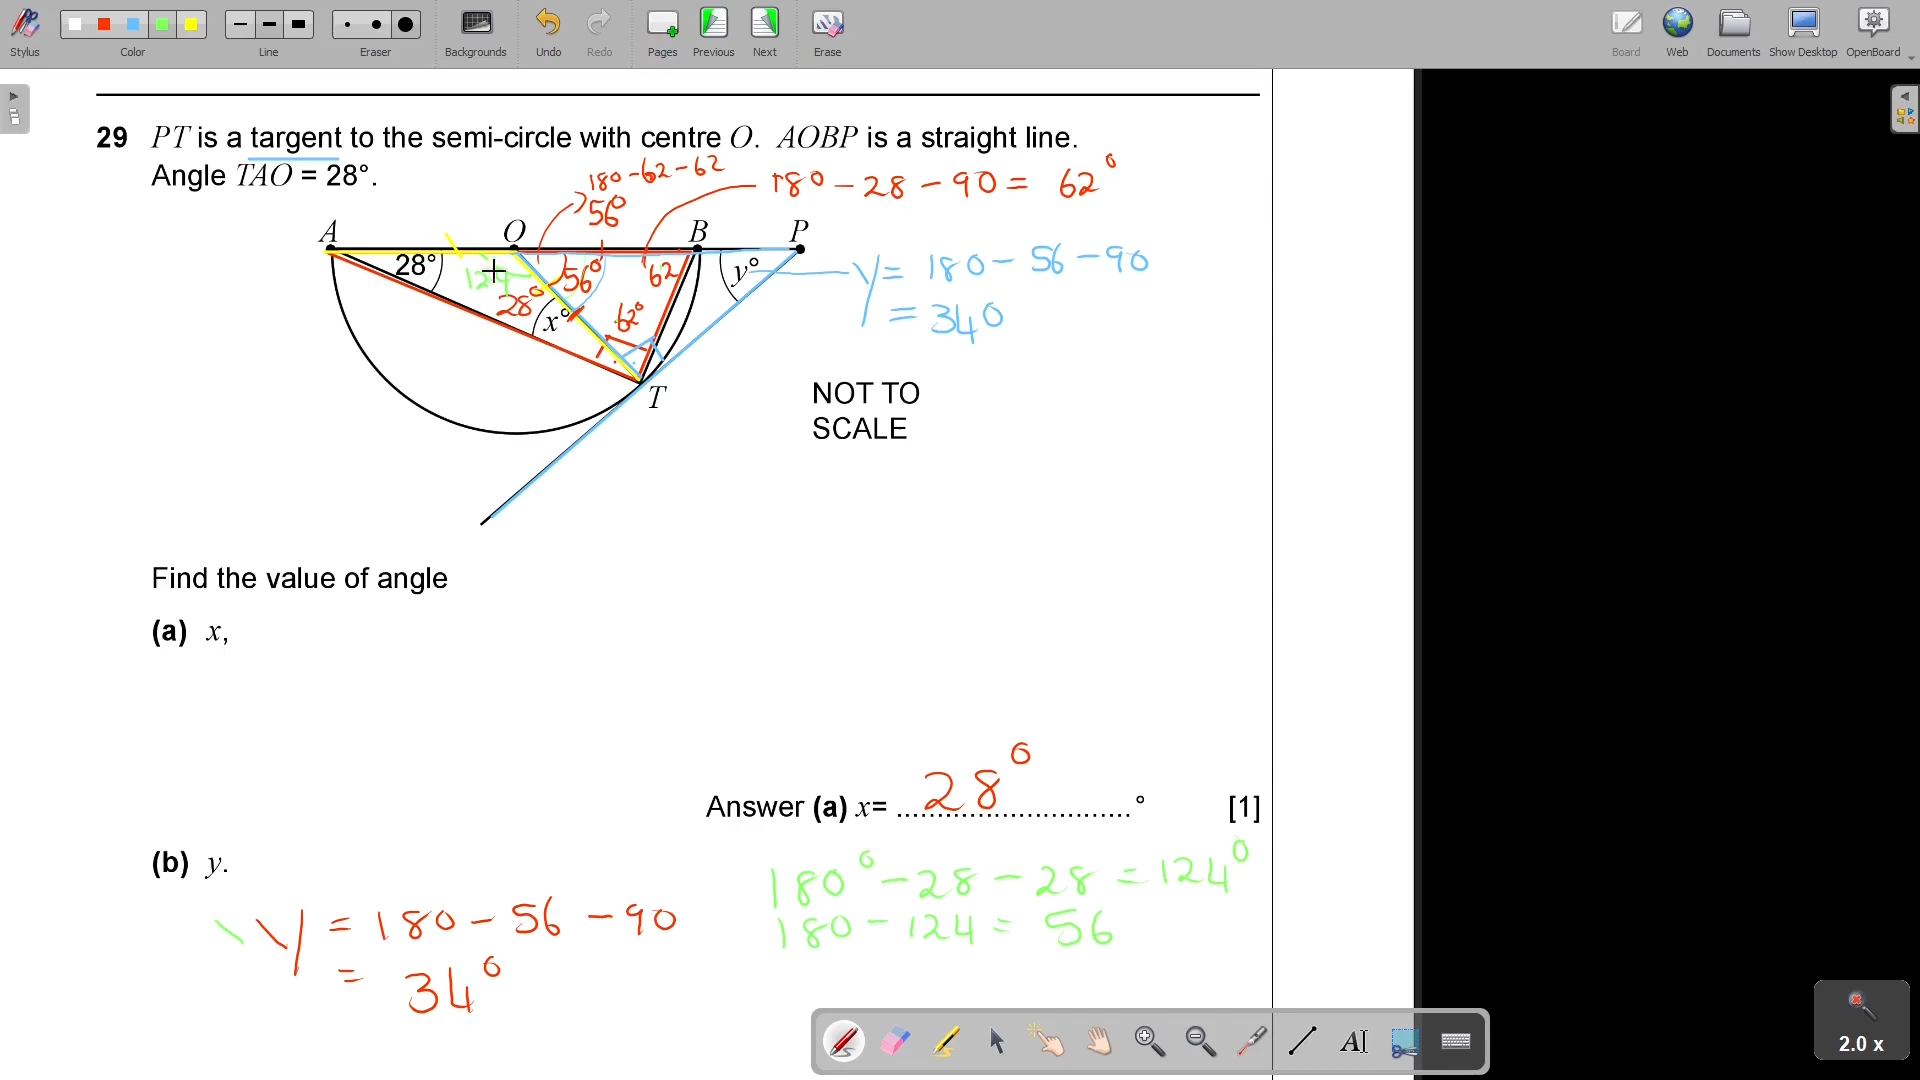 Stylus Color Line Eraser Backgrounds Undo Redo Pages Previous Next Erase Board Web Documents Show Desktop OpenBoard
29 PT is a targent to the semi-circle with centre O. AOBP is a straight line.
Angle TAO = 28°.
180-62-62
56°
180 - 28 - 90 = 62°
A O B P
28° 124 56° 62 y°
28° x° 62°
y = 180 - 56 - 90
= 340
T
NOT TO
SCALE
Find the value of angle
(a) x,
28°
Answer (a) x= ............................° [1]
(b) y.
180° - 28 - 28 = 124°
y = 180 - 56 - 90
180 - 124 = 56
= 34°
2.0 x